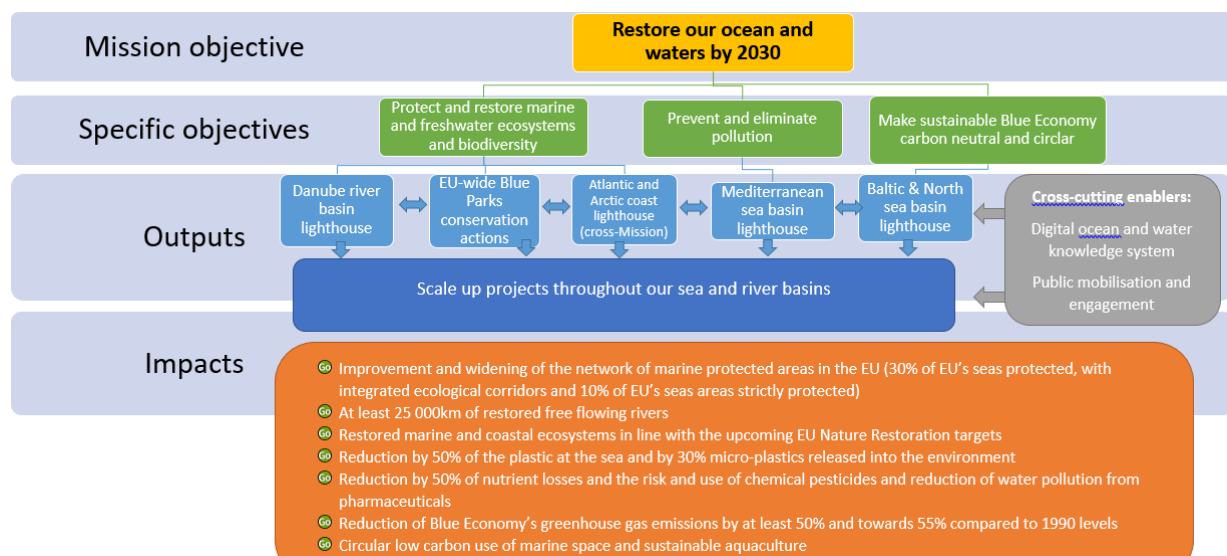 Mission objective
Restore our ocean and
waters by 2030
Specific objectives
Protect and restore marine
and freshwater ecosystems
and biodiversity
Prevent and eliminate
pollution
Make sustainable Blue Economy
carbon neutral and circlar
Outputs
Danube river
basin
lighthouse
EU-wide Blue
Parks
conservation
actions
Atlantic and
Arctic coast
lighthouse
(cross-Mission)
Mediterranean
sea basin
lighthouse
Baltic & North
sea basin
lighthouse
Cross-cutting enablers:
Digital ocean and water
knowledge system
Public mobilisation and
engagement
Scale up projects throughout our sea and river basins
Impacts
Go Improvement and widening of the network of marine protected areas in the EU (30% of EU's seas protected, with
integrated ecological corridors and 10% of EU's seas areas strictly protected)
Go At least 25 000km of restored free flowing rivers
Go Restored marine and coastal ecosystems in line with the upcoming EU Nature Restoration targets
Go Reduction by 50% of the plastic at the sea and by 30% micro-plastics released into the environment
Go Reduction by 50% of nutrient losses and the risk and use of chemical pesticides and reduction of water pollution from
pharmaceuticals
Go Reduction of Blue Economy's greenhouse gas emissions by at least 50% and towards 55% compared to 1990 levels
Go Circular low carbon use of marine space and sustainable aquaculture